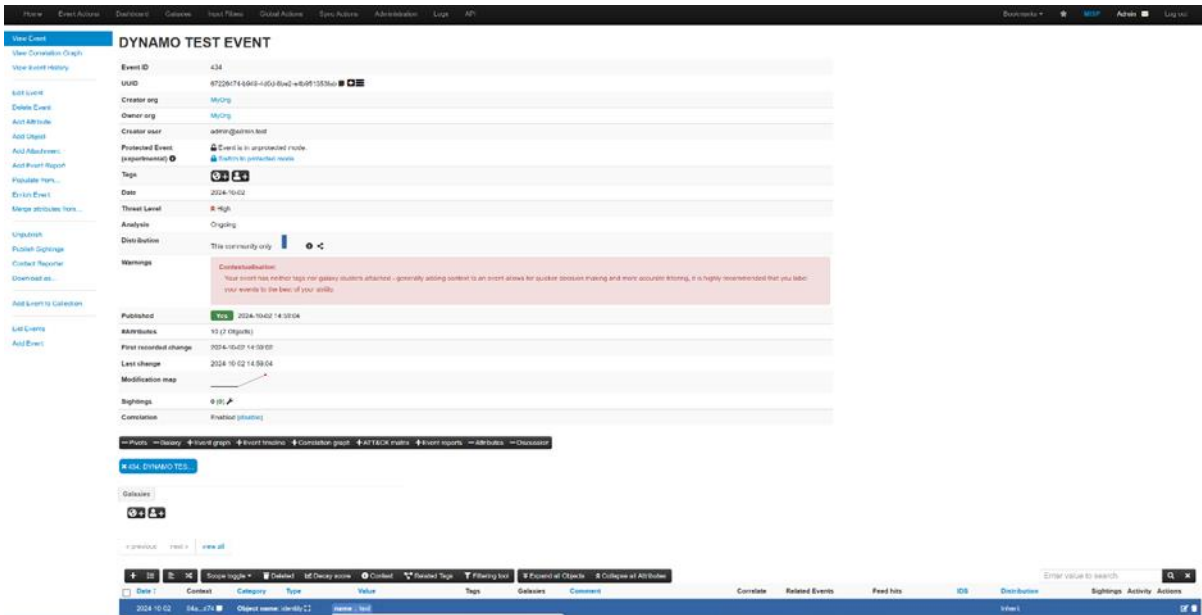 Home Event Actions Dashboard Galaxies Input Filters Global Actions Sync Actions Administration Logs API Bookmarks MISP Admin Log out
View Event
View Correlation Graph
View Event History
Edit Event
Delete Event
Add Attribute
Add Object
Add Attachment
Add Event Report
Populate from...
Enrich Event
Merge attributes from...
Unpublish
Publish Sightings
Contact Reporter
Download as...
Add Event to Collection
List Events
Add Event
DYNAMO TEST EVENT
Event ID 434
UUID
Creator org MyOrg
Owner org MyOrg
Creator user admin@admin.test
Protected Event Event is in unprotected mode.
(experimental) Switch to protected mode
Tags
Date 2024-10-02
Threat Level High
Analysis Ongoing
Distribution This community only
Warnings Contextualisation:
Your event has neither tags nor galaxy clusters attached - generally adding context to an event allows for quicker decision making and more accurate filtering, it is highly recommended that you label
your events to the best of your ability.
Published Yes 2024-10-02 14:59:04
#Attributes 10 (2 Objects)
First recorded change 2024-10-02 14:59:02
Last change 2024-10-02 14:59:04
Modification map
Sightings 0 (0)
Correlation Enabled (disable)
Pivots Galaxy Event graph Event timeline Correlation graph ATT&CK matrix Event reports Attributes Discussion
434: DYNAMO TES...
Galaxies
« previous next » view all
Scope toggle Deleted Decay score Context Related Tags Filtering tool Expand all Objects Collapse all Attributes Enter value to search
Date Context Category Type Value Tags Galaxies Comment Correlate Related Events Feed hits IDS Distribution Sightings Activity Actions
2024-10-02 Object name: identity name : test Inherit